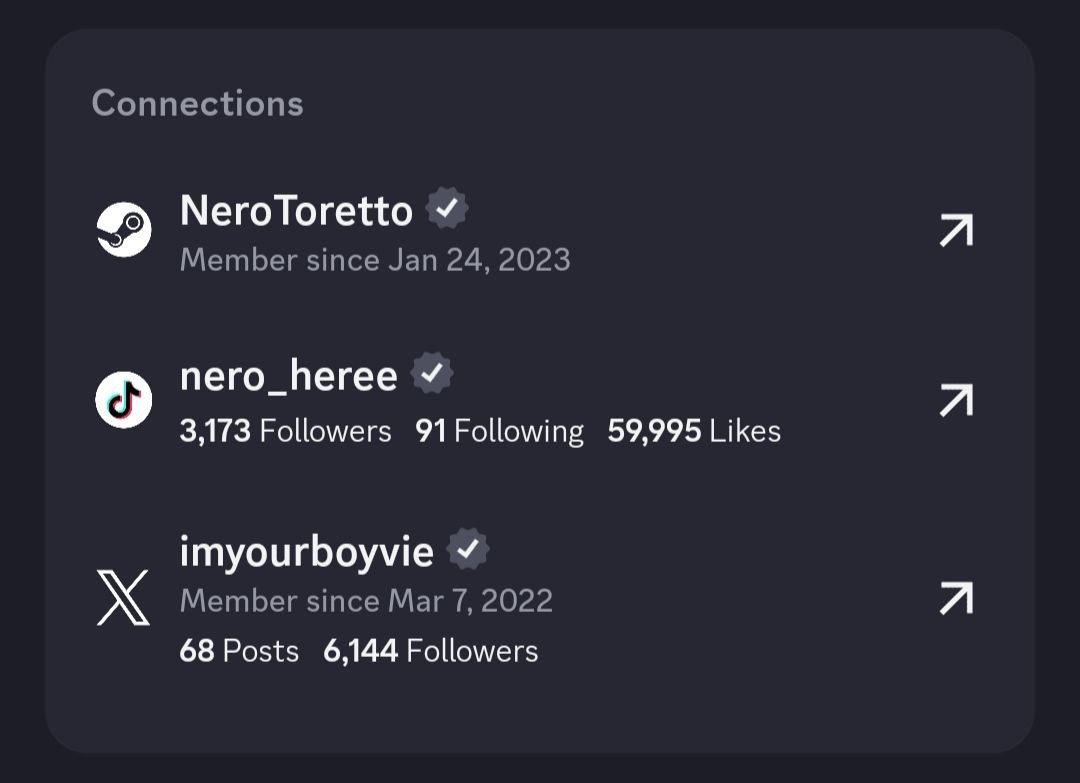 Connections
NeroToretto
Member since Jan 24, 2023
nero_heree
3,173 Followers 91 Following 59,995 Likes
imyourboyvie
Member since Mar 7, 2022
68 Posts 6,144 Followers